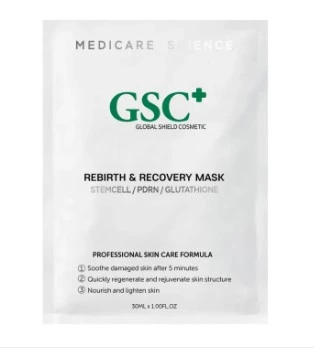 MEDICARE SCIENCE
GSC+
GLOBAL SHIELD COSMETIC
REBIRTH & RECOVERY MASK
STEMCELL / PDRN / GLUTATHIONE
PROFESSIONAL SKIN CARE FORMULA
① Soothe damaged skin after 5 minutes
② Quickly regenerate and rejuvenate skin structure
③ Nourish and lighten skin
30ML x 1.00FL.OZ